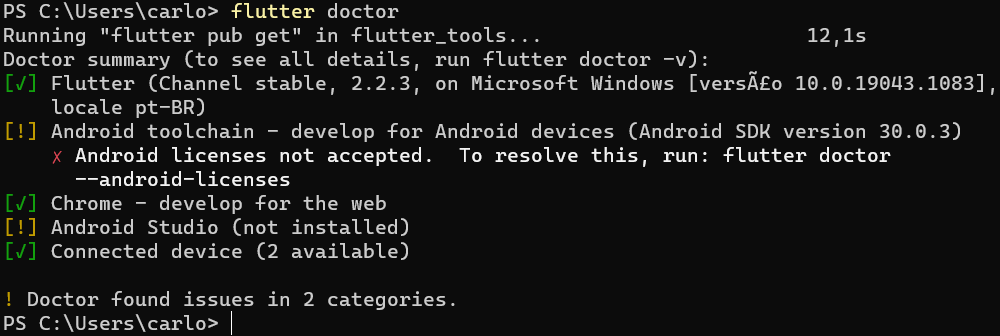 PS C:\Users\carlo> flutter doctor
Running "flutter pub get" in flutter_tools... 12,1s
Doctor summary (to see all details, run flutter doctor -v):
[√] Flutter (Channel stable, 2.2.3, on Microsoft Windows [versÃ£o 10.0.19043.1083],
locale pt-BR)
[!] Android toolchain - develop for Android devices (Android SDK version 30.0.3)
✗ Android licenses not accepted.  To resolve this, run: flutter doctor
--android-licenses
[√] Chrome - develop for the web
[!] Android Studio (not installed)
[√] Connected device (2 available)
! Doctor found issues in 2 categories.
PS C:\Users\carlo>